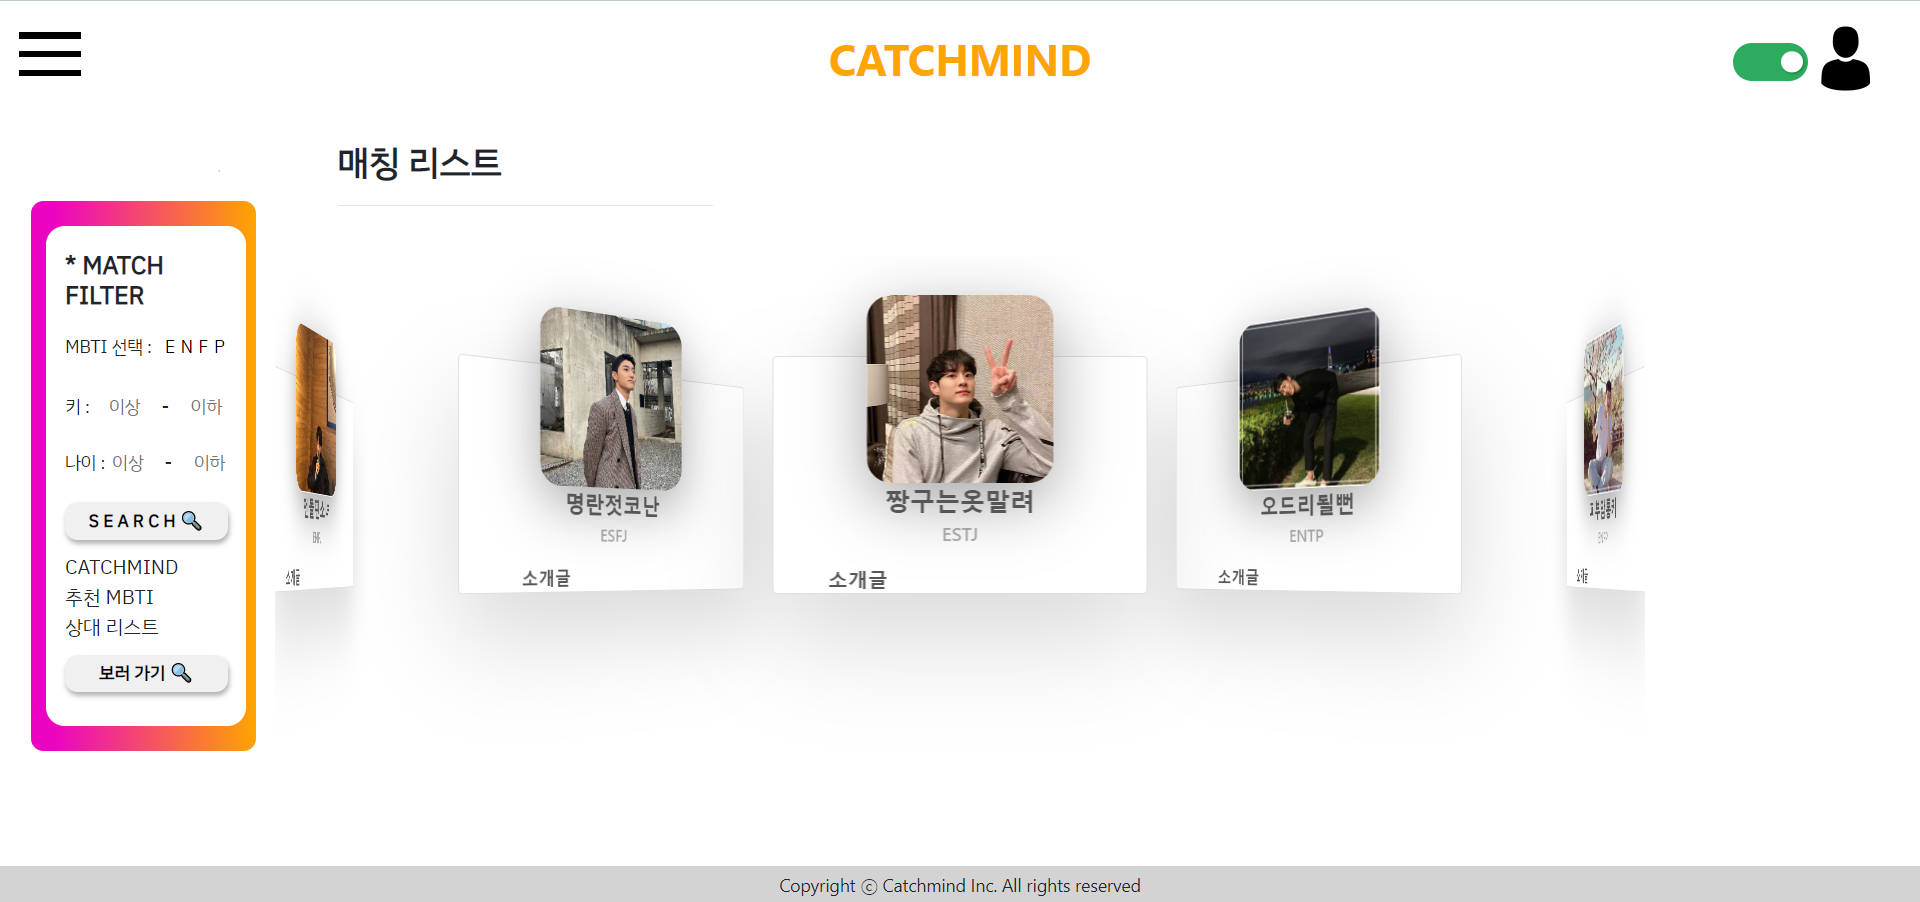 CATCHMIND
매칭 리스트
* MATCH
FILTER
MBTI 선택 : E N F P
키 : 이상 - 이하
나이 : 이상 - 이하
SEARCH
CATCHMIND
추천 MBTI
상대 리스트
보러 가기
소개글
명란젓코난
ESFJ
소개글
짱구는옷말려
ESTJ
소개글
오드리될뻔
ENTP
소개글
소개글
Copyright ⓒ Catchmind Inc. All rights reserved